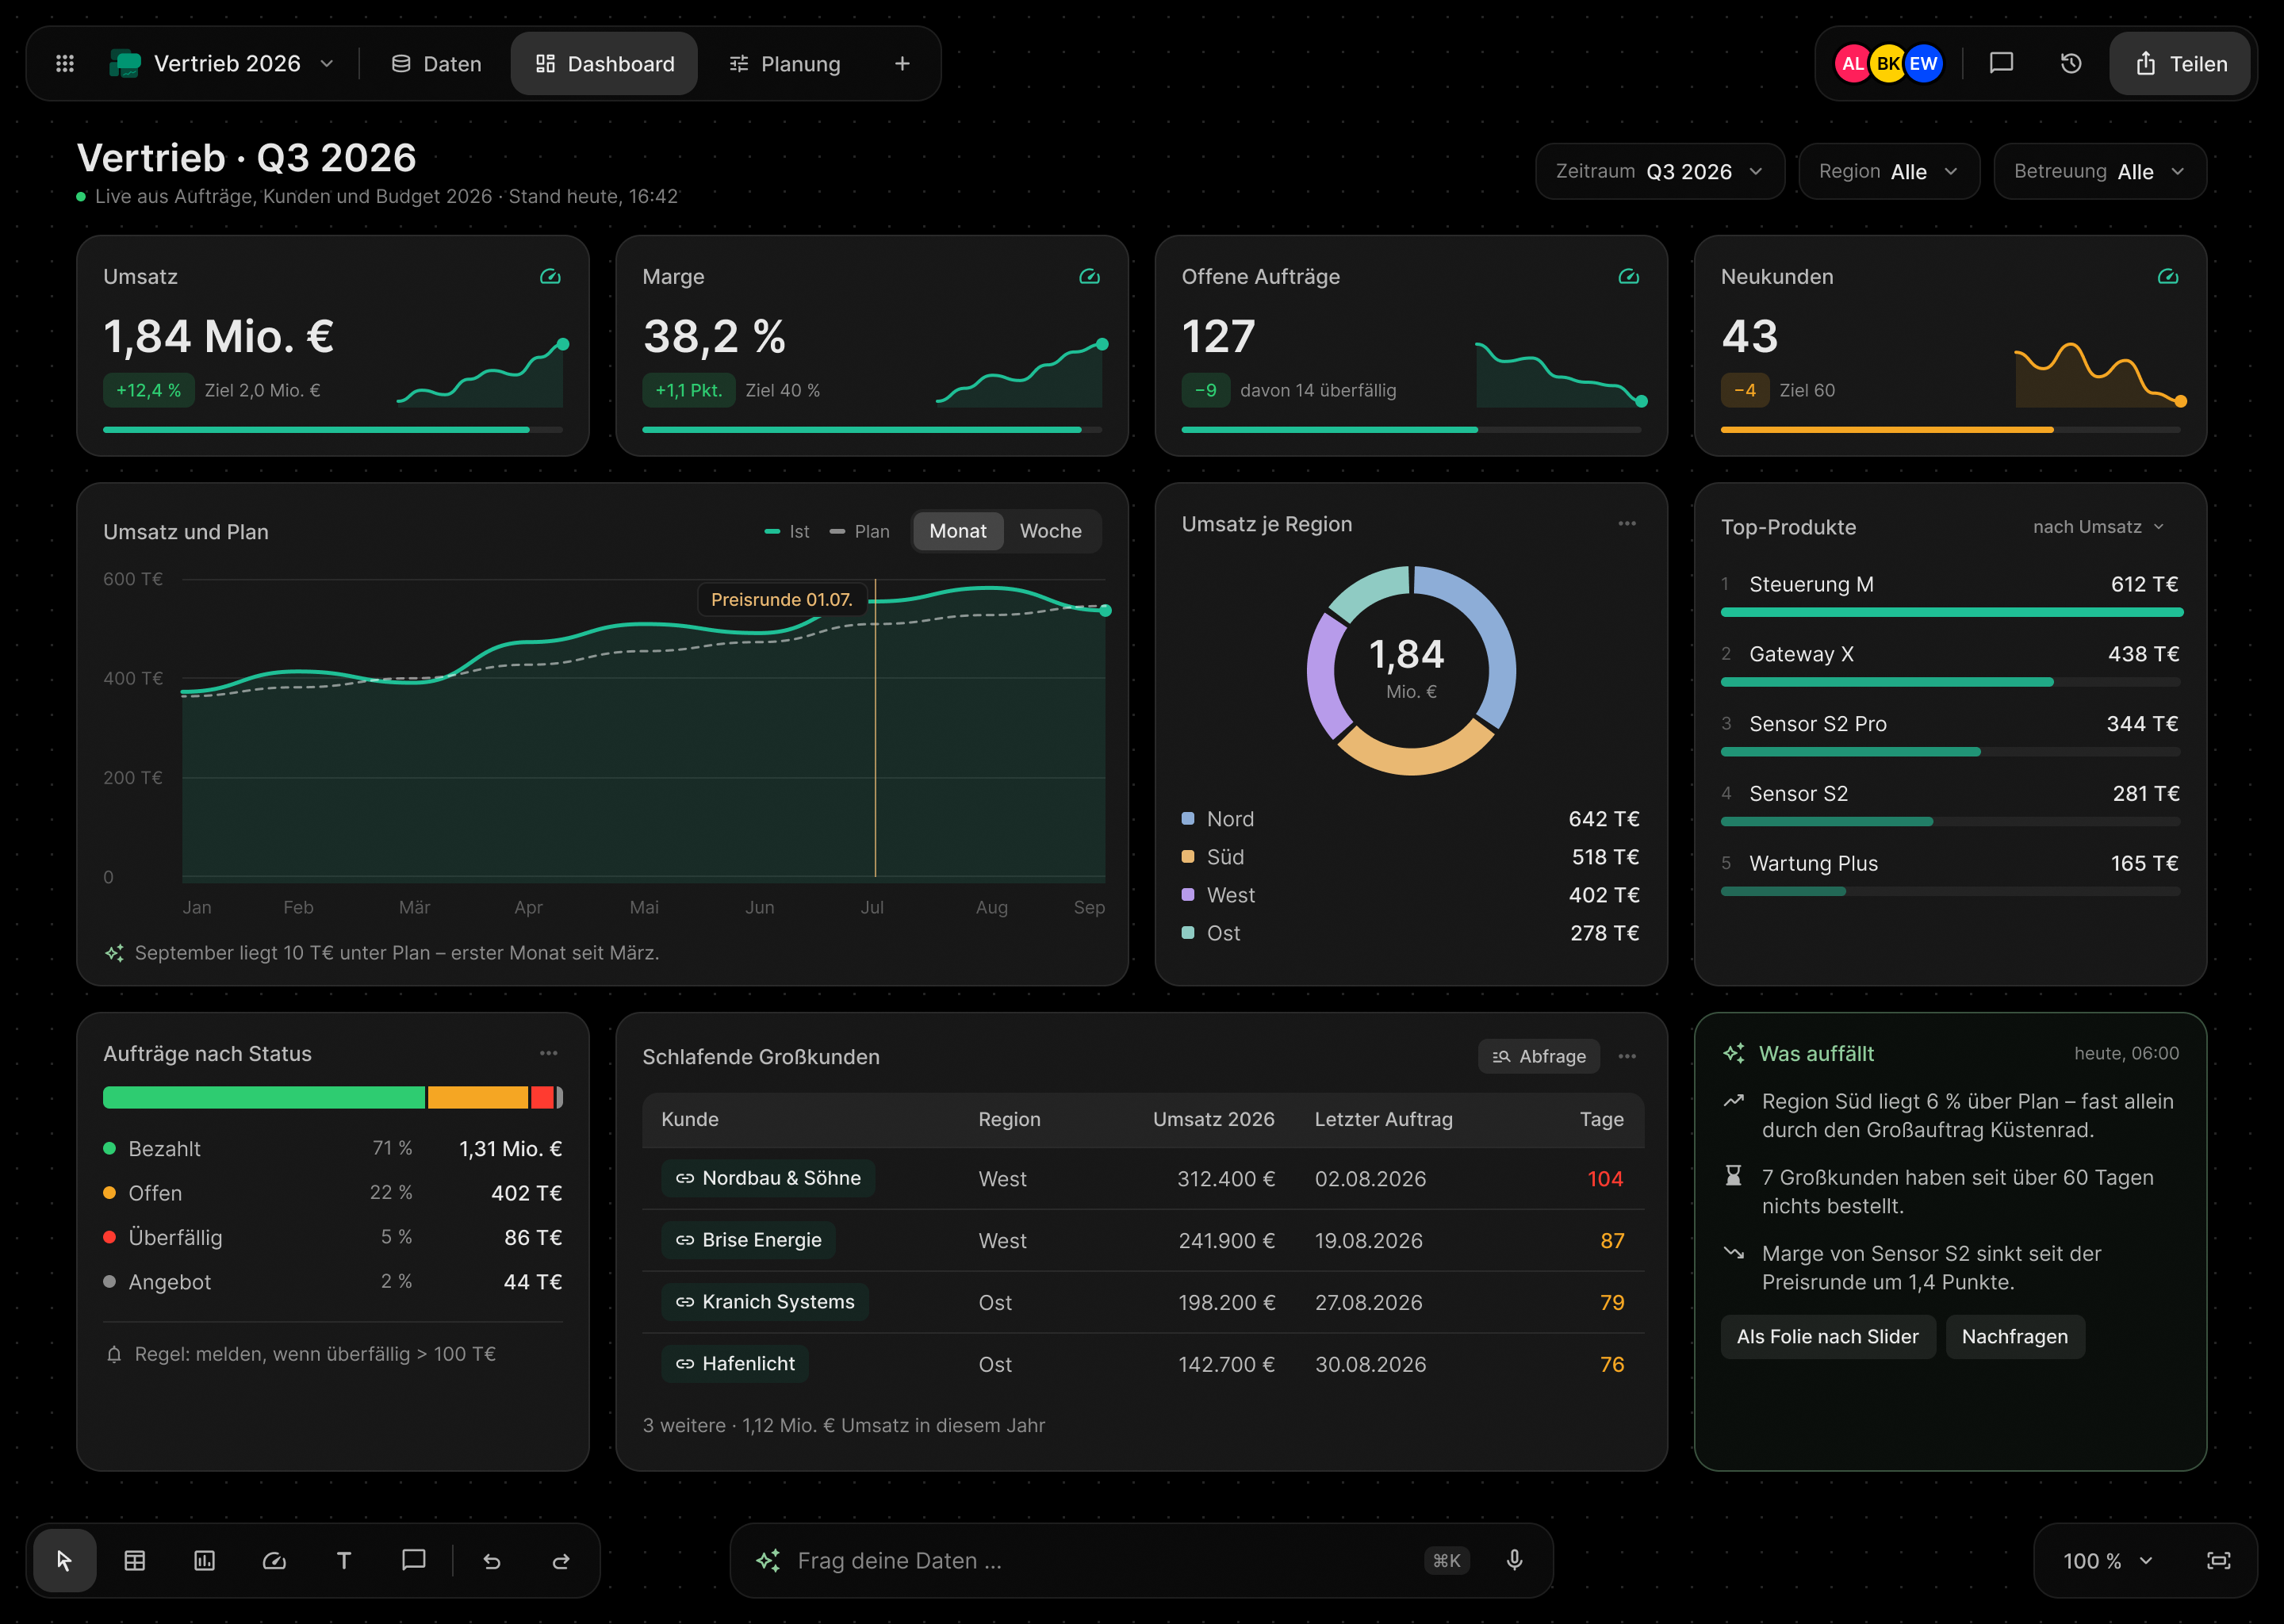 Vertrieb 2026
Daten
Dashboard
Planung
AL BK EW
Teilen
Vertrieb · Q3 2026
Live aus Aufträge, Kunden und Budget 2026 · Stand heute, 16:42
Zeitraum Q3 2026
Region Alle
Betreuung Alle
Umsatz
1,84 Mio. €
+12,4 % Ziel 2,0 Mio. €
Marge
38,2 %
+1,1 Pkt. Ziel 40 %
Offene Aufträge
127
−9 davon 14 überfällig
Neukunden
43
−4 Ziel 60
Umsatz und Plan
Ist Plan Monat Woche
600 T€
400 T€
200 T€
0
Preisrunde 01.07.
Jan Feb Mär Apr Mai Jun Jul Aug Sep
September liegt 10 T€ unter Plan – erster Monat seit März.
Umsatz je Region
1,84
Mio. €
Nord 642 T€
Süd 518 T€
West 402 T€
Ost 278 T€
Top-Produkte nach Umsatz
1 Steuerung M 612 T€
2 Gateway X 438 T€
3 Sensor S2 Pro 344 T€
4 Sensor S2 281 T€
5 Wartung Plus 165 T€
Aufträge nach Status
Bezahlt 71 % 1,31 Mio. €
Offen 22 % 402 T€
Überfällig 5 % 86 T€
Angebot 2 % 44 T€
Regel: melden, wenn überfällig > 100 T€
Schlafende Großkunden
Abfrage
Kunde Region Umsatz 2026 Letzter Auftrag Tage
Nordbau & Söhne West 312.400 € 02.08.2026 104
Brise Energie West 241.900 € 19.08.2026 87
Kranich Systems Ost 198.200 € 27.08.2026 79
Hafenlicht Ost 142.700 € 30.08.2026 76
3 weitere · 1,12 Mio. € Umsatz in diesem Jahr
Was auffällt heute, 06:00
Region Süd liegt 6 % über Plan – fast allein
durch den Großauftrag Küstenrad.
7 Großkunden haben seit über 60 Tagen
nichts bestellt.
Marge von Sensor S2 sinkt seit der
Preisrunde um 1,4 Punkte.
Als Folie nach Slider
Nachfragen
T
Frag deine Daten ...
⌘K
100 %